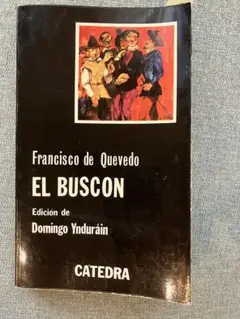 Francisco de Quevedo
EL BUSCON
Edición de
Domingo Ynduráin
CATEDRA